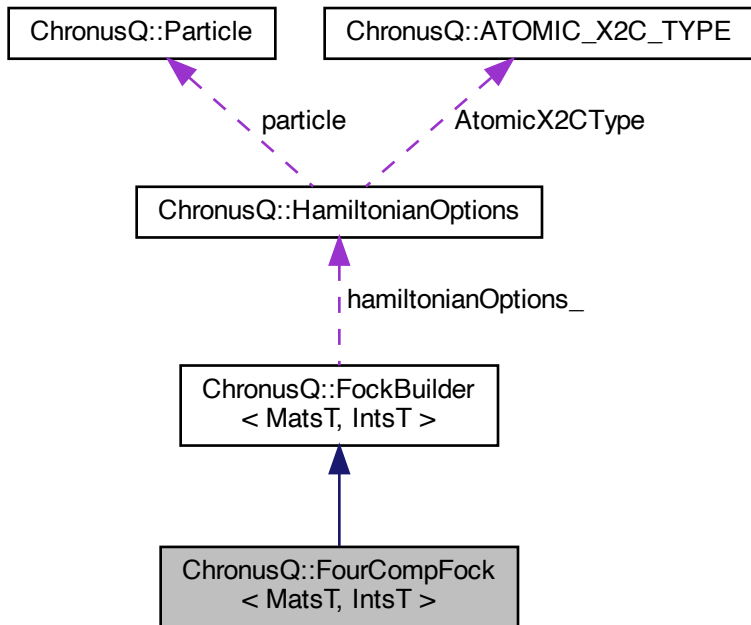 ChronusQ::Particle
ChronusQ::ATOMIC_X2C_TYPE
particle
AtomicX2CType
ChronusQ::HamiltonianOptions
hamiltonianOptions_
ChronusQ::FockBuilder
< MatsT, IntsT >
ChronusQ::FourCompFock
< MatsT, IntsT >